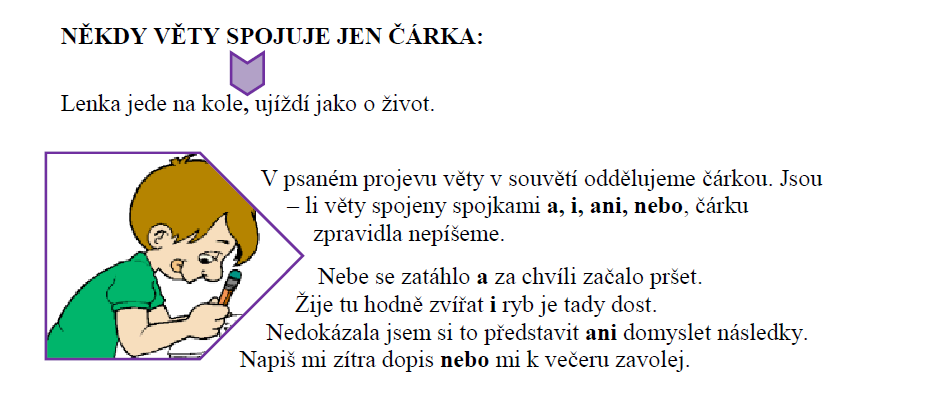 NĚKDY VĚTY SPOJUJE JEN ČÁRKA:
Lenka jede na kole, ujíždí jako o život.
V psaném projevu věty v souvětí oddělujeme čárkou. Jsou
– li věty spojeny spojkami a, i, ani, nebo, čárku
zpravidla nepíšeme.
Nebe se zatáhlo a za chvíli začalo pršet.
Žije tu hodně zvířat i ryb je tady dost.
Nedokázala jsem si to představit ani domyslet následky.
Napiš mi zítra dopis nebo mi k večeru zavolej.